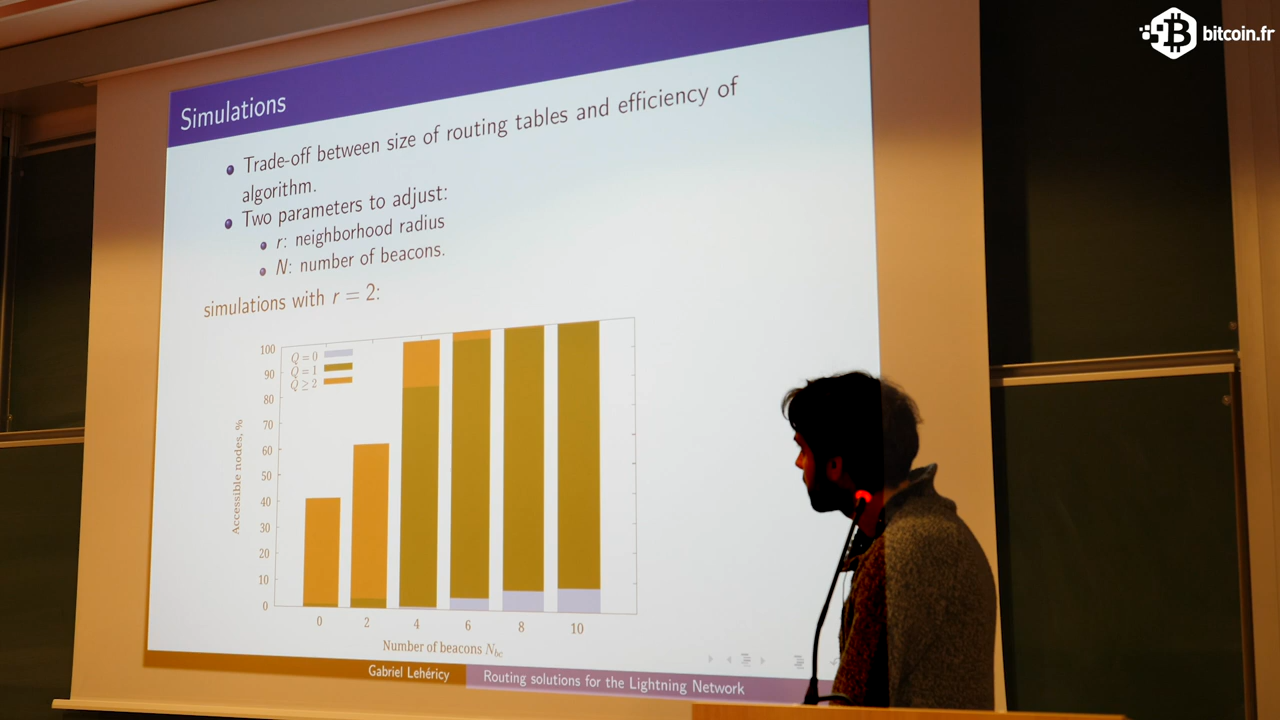 bitcoin.fr
Simulations
Trade-off between size of routing tables and efficiency of
algorithm.
Two parameters to adjust:
r: neighborhood radius
N: number of beacons.
simulations with r = 2:
Q = 0
Q = 1
Q ≥ 2
100
90
80
70
60
50
40
30
20
10
0
Accessible nodes, %
0 2 4 6 8 10
Number of beacons Nbc
Gabriel Lehéricy
Routing solutions for the Lightning Network